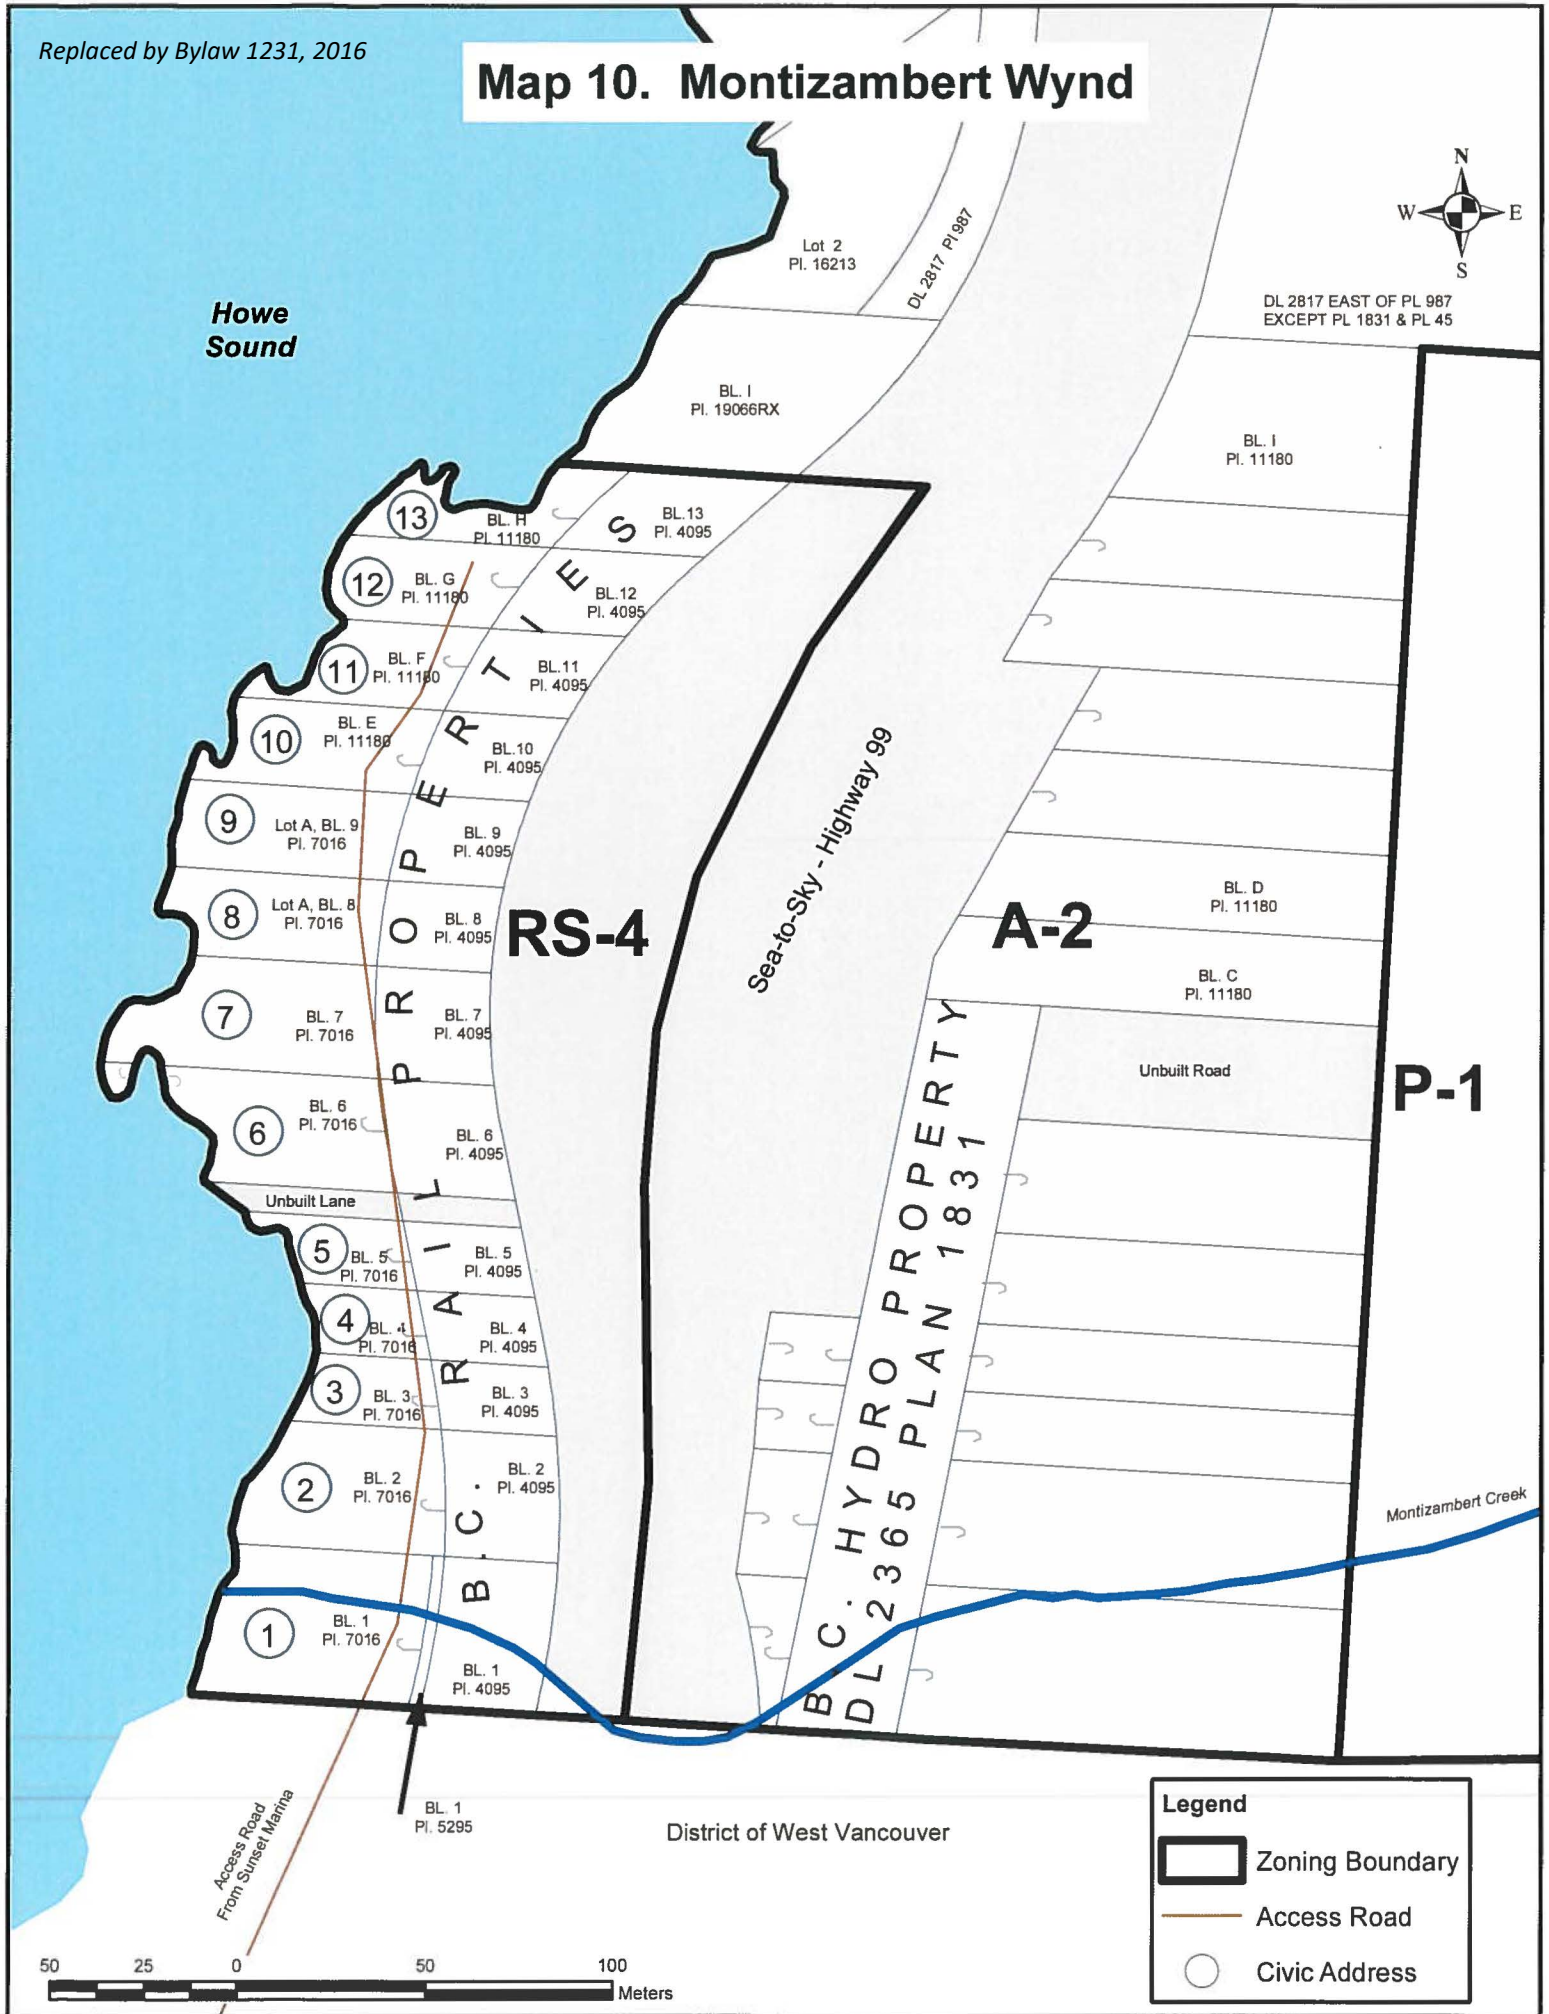 Replaced by Bylaw 1231, 2016
Map 10. Montizambert Wynd
N
W E
S
Howe
Sound
Lot 2
Pl. 16213
DL 2817 Pl 987
DL 2817 EAST OF PL 987
EXCEPT PL 1831 & PL 45
BL. I
Pl. 19066RX
BL. I
Pl. 11180
13
BL. H
Pl. 11180
BL.13
Pl. 4095
12
BL. G
Pl. 11180
BL.12
Pl. 4095
11
BL. F
Pl. 11180
BL.11
Pl. 4095
10
BL. E
Pl. 11180
BL.10
Pl. 4095
9
Lot A, BL. 9
Pl. 7016
BL. 9
Pl. 4095
8
Lot A, BL. 8
Pl. 7016
BL. 8
Pl. 4095
RS-4
Sea-to-Sky - Highway 99
A-2
BL. D
Pl. 11180
BL. C
Pl. 11180
7
BL. 7
Pl. 7016
BL. 7
Pl. 4095
Unbuilt Road
P-1
6
BL. 6
Pl. 7016
BL. 6
Pl. 4095
Unbuilt Lane
5
BL. 5
Pl. 7016
BL. 5
Pl. 4095
4
BL. 4
Pl. 7016
BL. 4
Pl. 4095
3
BL. 3
Pl. 7016
BL. 3
Pl. 4095
2
BL. 2
Pl. 7016
BL. 2
Pl. 4095
B.C. RAIL PROPERTIES
B.C. HYDRO PROPERTY
DL 2365 PLAN 1831
Montizambert Creek
1
BL. 1
Pl. 7016
BL. 1
Pl. 4095
BL. 1
Pl. 5295
Access Road
From Sunset Marina
District of West Vancouver
Legend
Zoning Boundary
Access Road
Civic Address
50 25 0 50 100
Meters